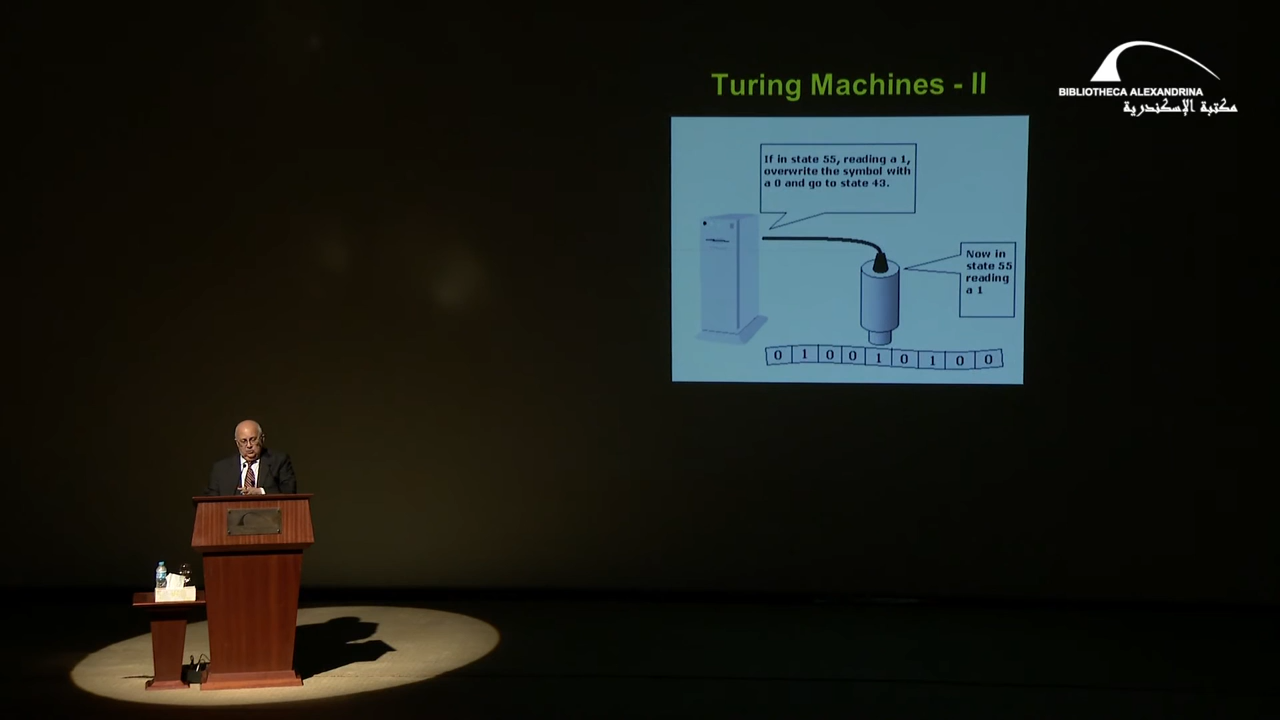 Turing Machines - II
BIBLIOTHECA ALEXANDRINA
مكتبة الإسكندرية
If in state 55, reading a 1,
overwrite the symbol with
a 0 and go to state 43.
Now in
state 55
reading
a 1
0 1 0 0 1 0 1 0 0